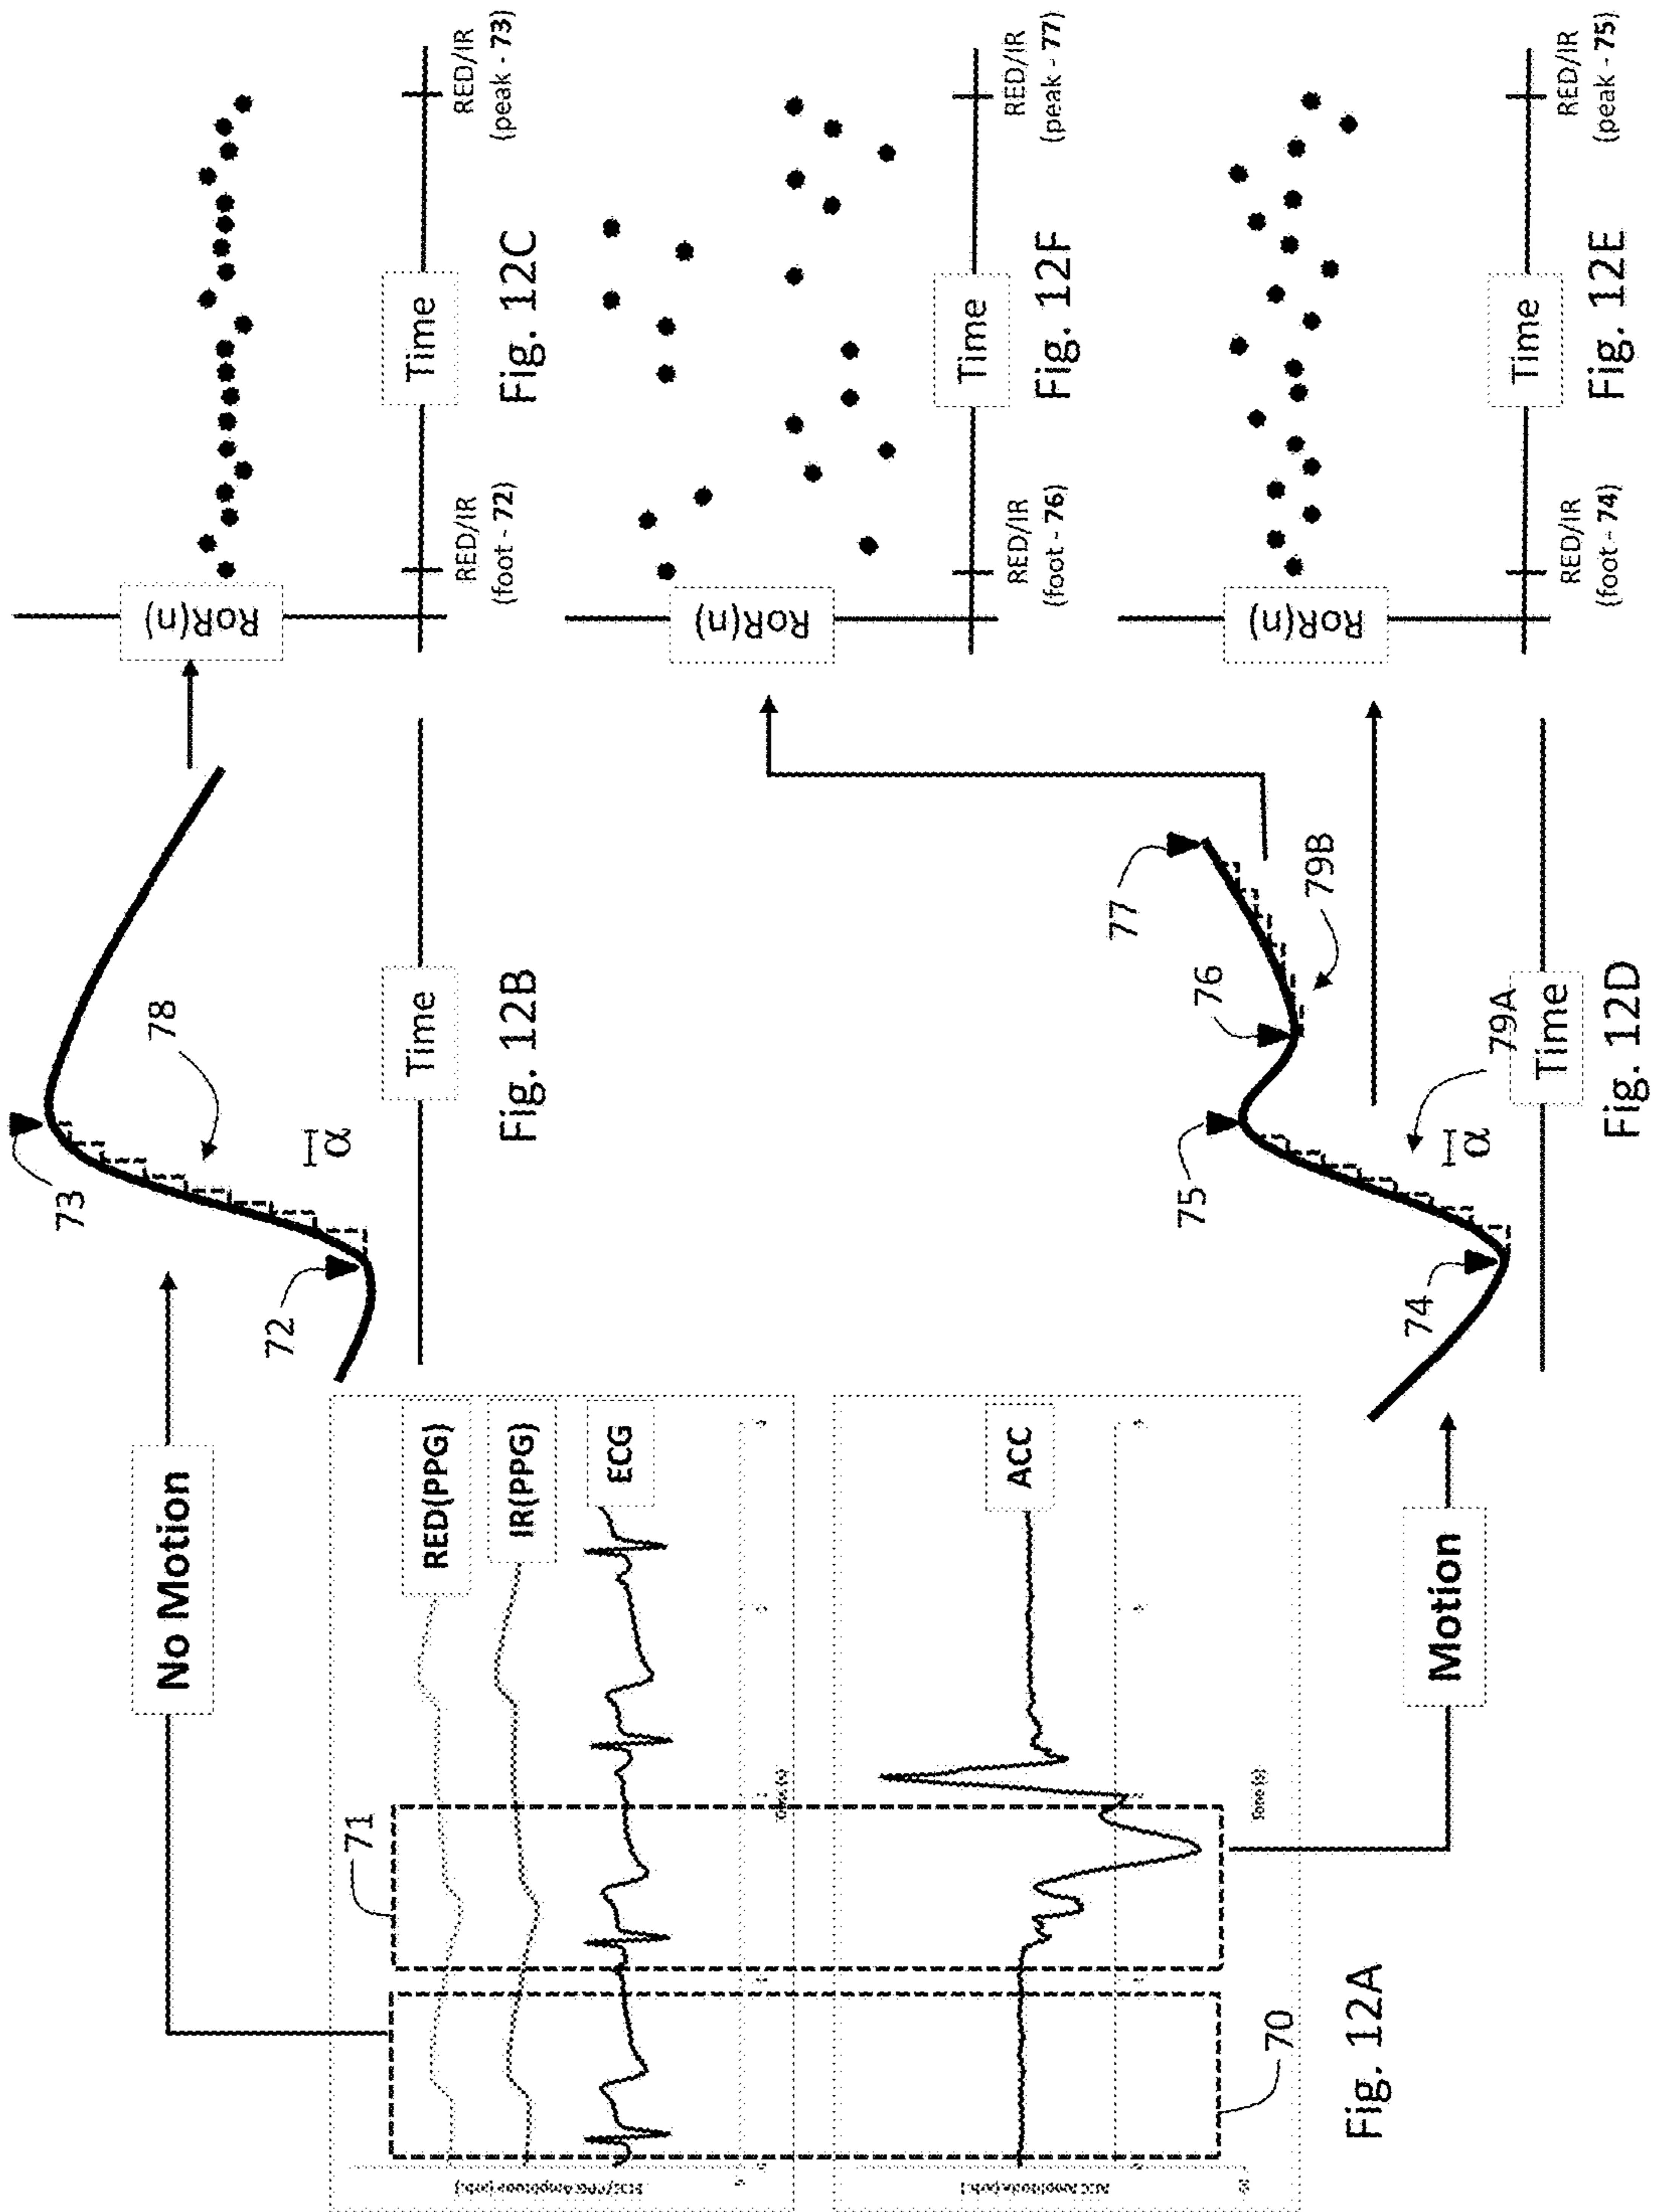 No Motion
71
RED(PPG)
IR(PPG)
ECG
ACC
70
Motion
Fig. 12A
73
78
72
α
Time
Fig. 12B
RoR(n)
Time
RED/IR
(foot - 72)
RED/IR
(peak - 73)
Fig. 12C
75
76
77
79B
74
79A
α
Time
Fig. 12D
RoR(n)
Time
RED/IR
(foot - 76)
RED/IR
(peak - 77)
Fig. 12F
RoR(n)
Time
RED/IR
(foot - 74)
RED/IR
(peak - 75)
Fig. 12E